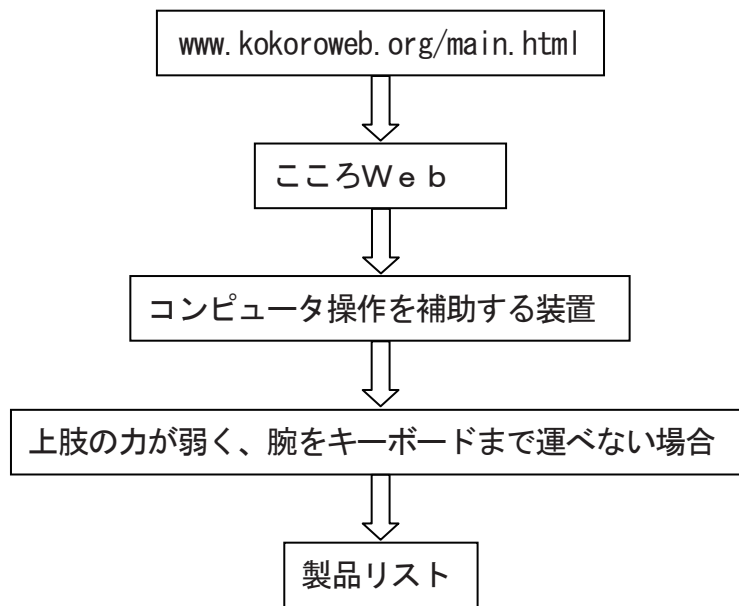 www.kokoroweb.org/main.html
こころWeb
コンピュータ操作を補助する装置
上肢の力が弱く、腕をキーボードまで運べない場合
製品リスト